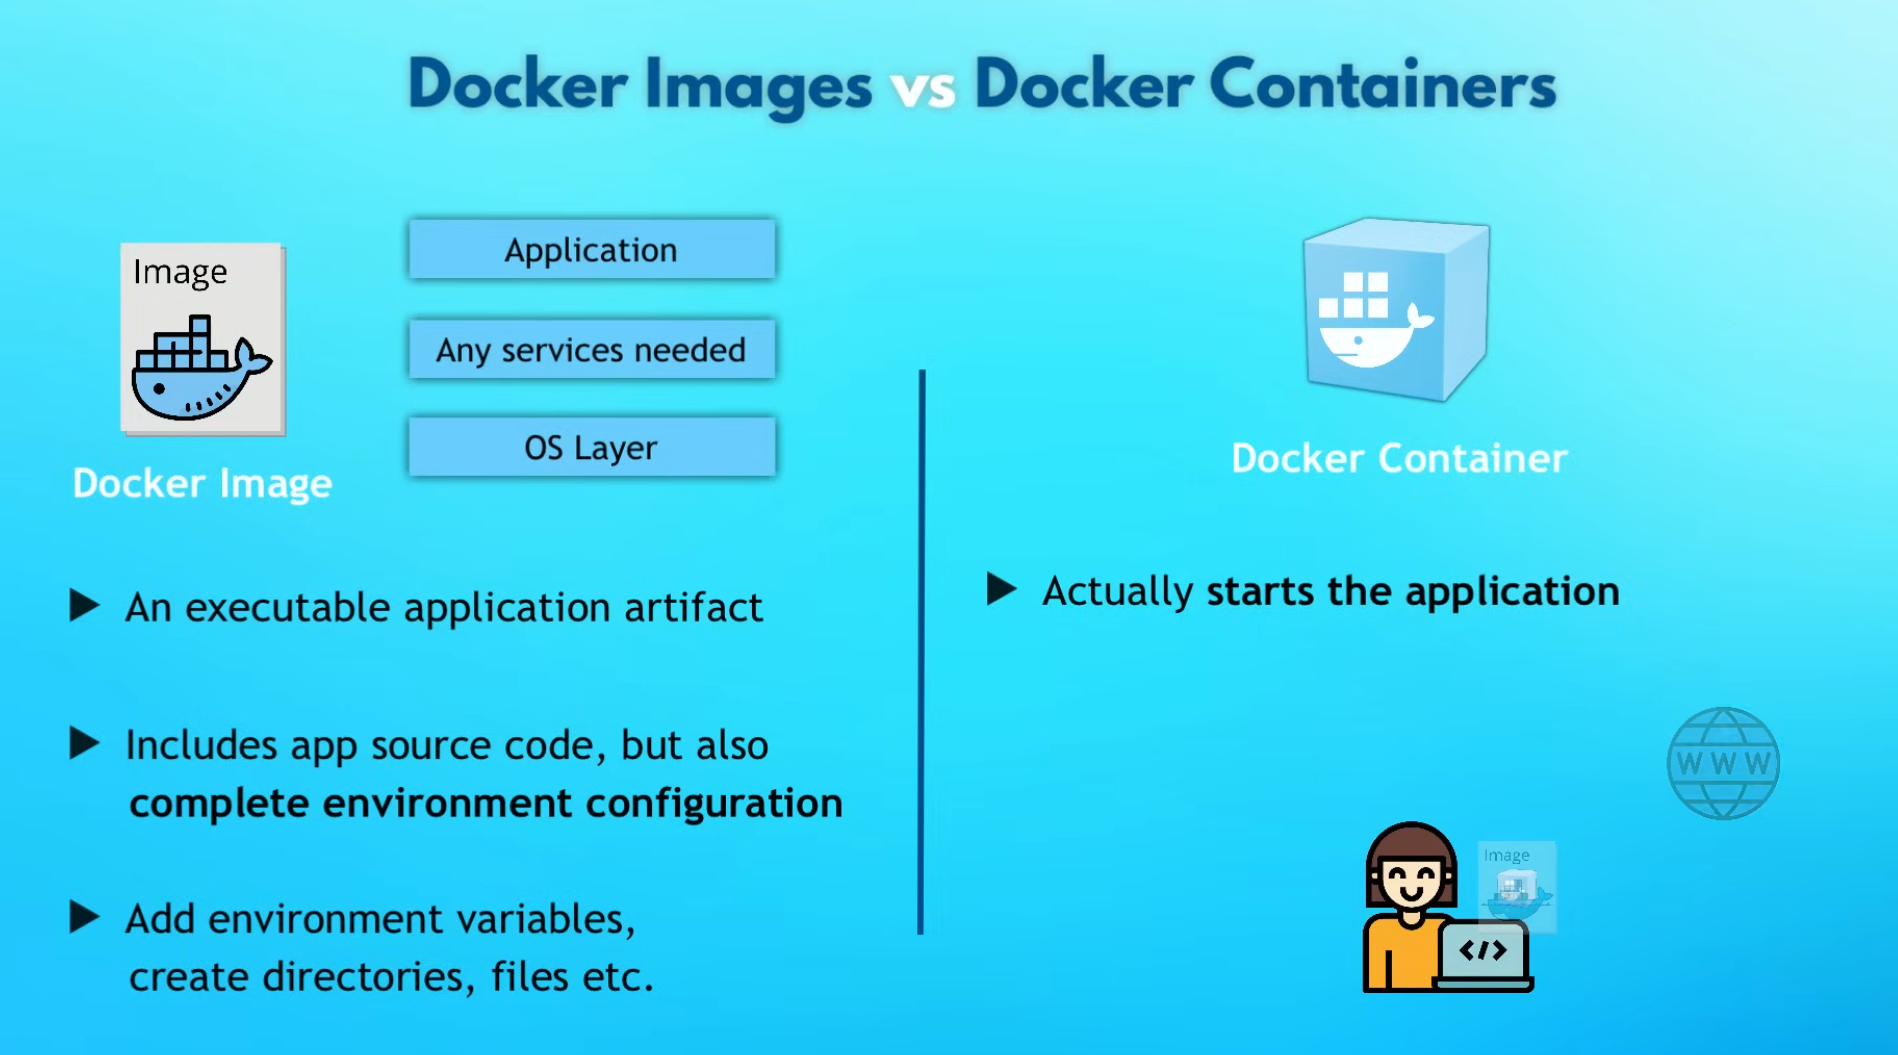 Docker Images vs Docker Containers
Image
Application
Any services needed
OS Layer
Docker Image
An executable application artifact
Includes app source code, but also
complete environment configuration
Add environment variables,
create directories, files etc.
Docker Container
Actually starts the application
WWW
Image
</>